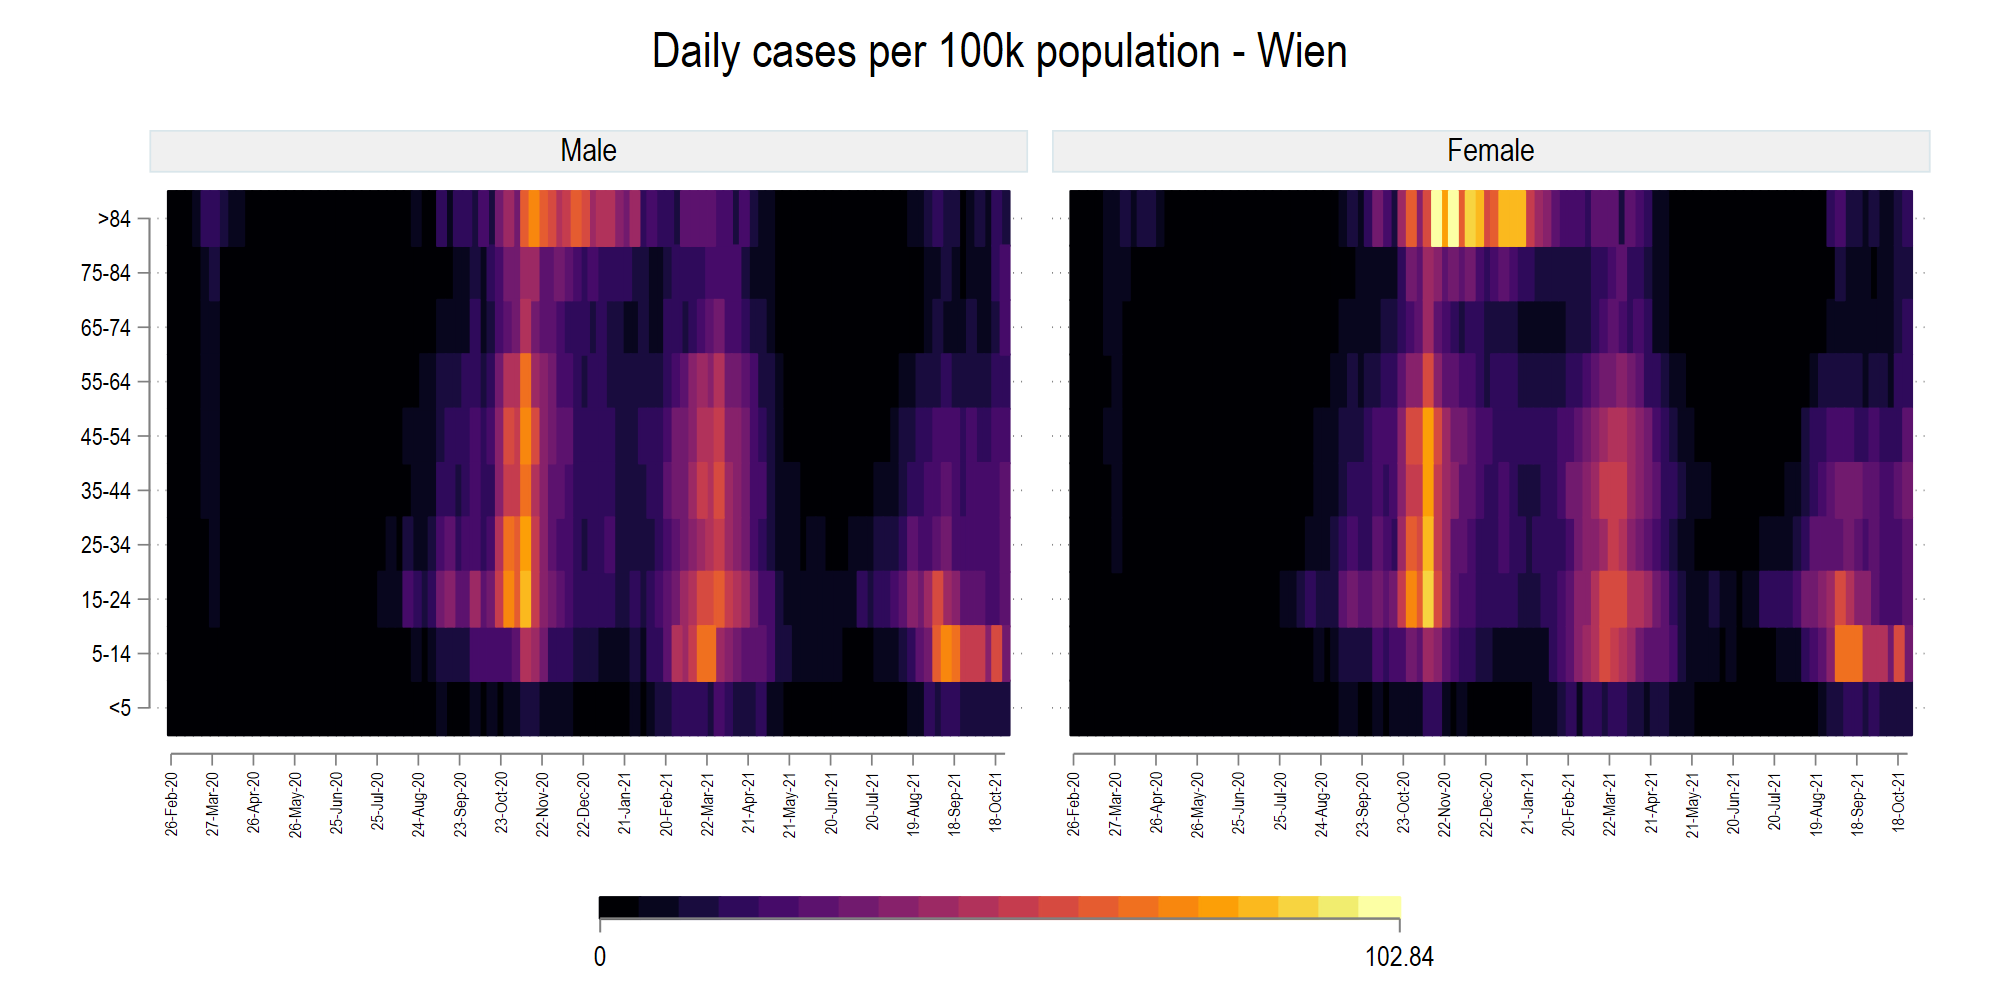 Daily cases per 100k population - Wien
Male
Female
>84
75-84
65-74
55-64
45-54
35-44
25-34
15-24
5-14
<5
26-Feb-20
27-Mar-20
26-Apr-20
26-May-20
25-Jun-20
25-Jul-20
24-Aug-20
23-Sep-20
23-Oct-20
22-Nov-20
22-Dec-20
21-Jan-21
20-Feb-21
22-Mar-21
21-Apr-21
21-May-21
20-Jun-21
20-Jul-21
19-Aug-21
18-Sep-21
18-Oct-21
26-Feb-20
27-Mar-20
26-Apr-20
26-May-20
25-Jun-20
25-Jul-20
24-Aug-20
23-Sep-20
23-Oct-20
22-Nov-20
22-Dec-20
21-Jan-21
20-Feb-21
22-Mar-21
21-Apr-21
21-May-21
20-Jun-21
20-Jul-21
19-Aug-21
18-Sep-21
18-Oct-21
0
102.84